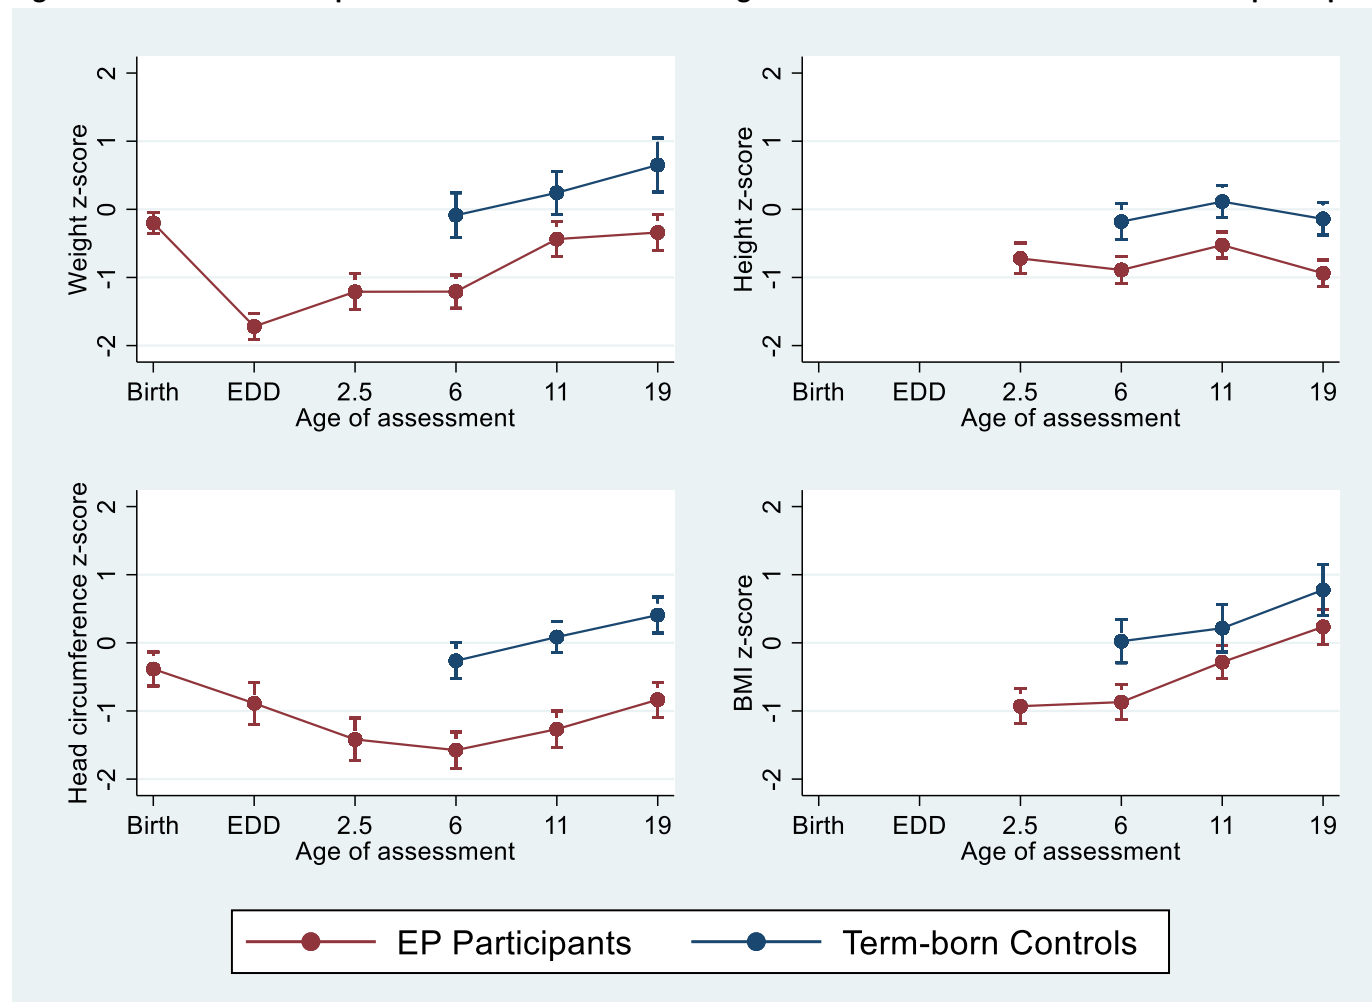 Weight z-score
2
1
0
-1
-2
Birth EDD 2.5 6 11 19
Age of assessment
Height z-score
2
1
0
-1
-2
Birth EDD 2.5 6 11 19
Age of assessment
Head circumference z-score
2
1
0
-1
-2
Birth EDD 2.5 6 11 19
Age of assessment
BMI z-score
2
1
0
-1
-2
Birth EDD 2.5 6 11 19
Age of assessment
EP Participants Term-born Controls